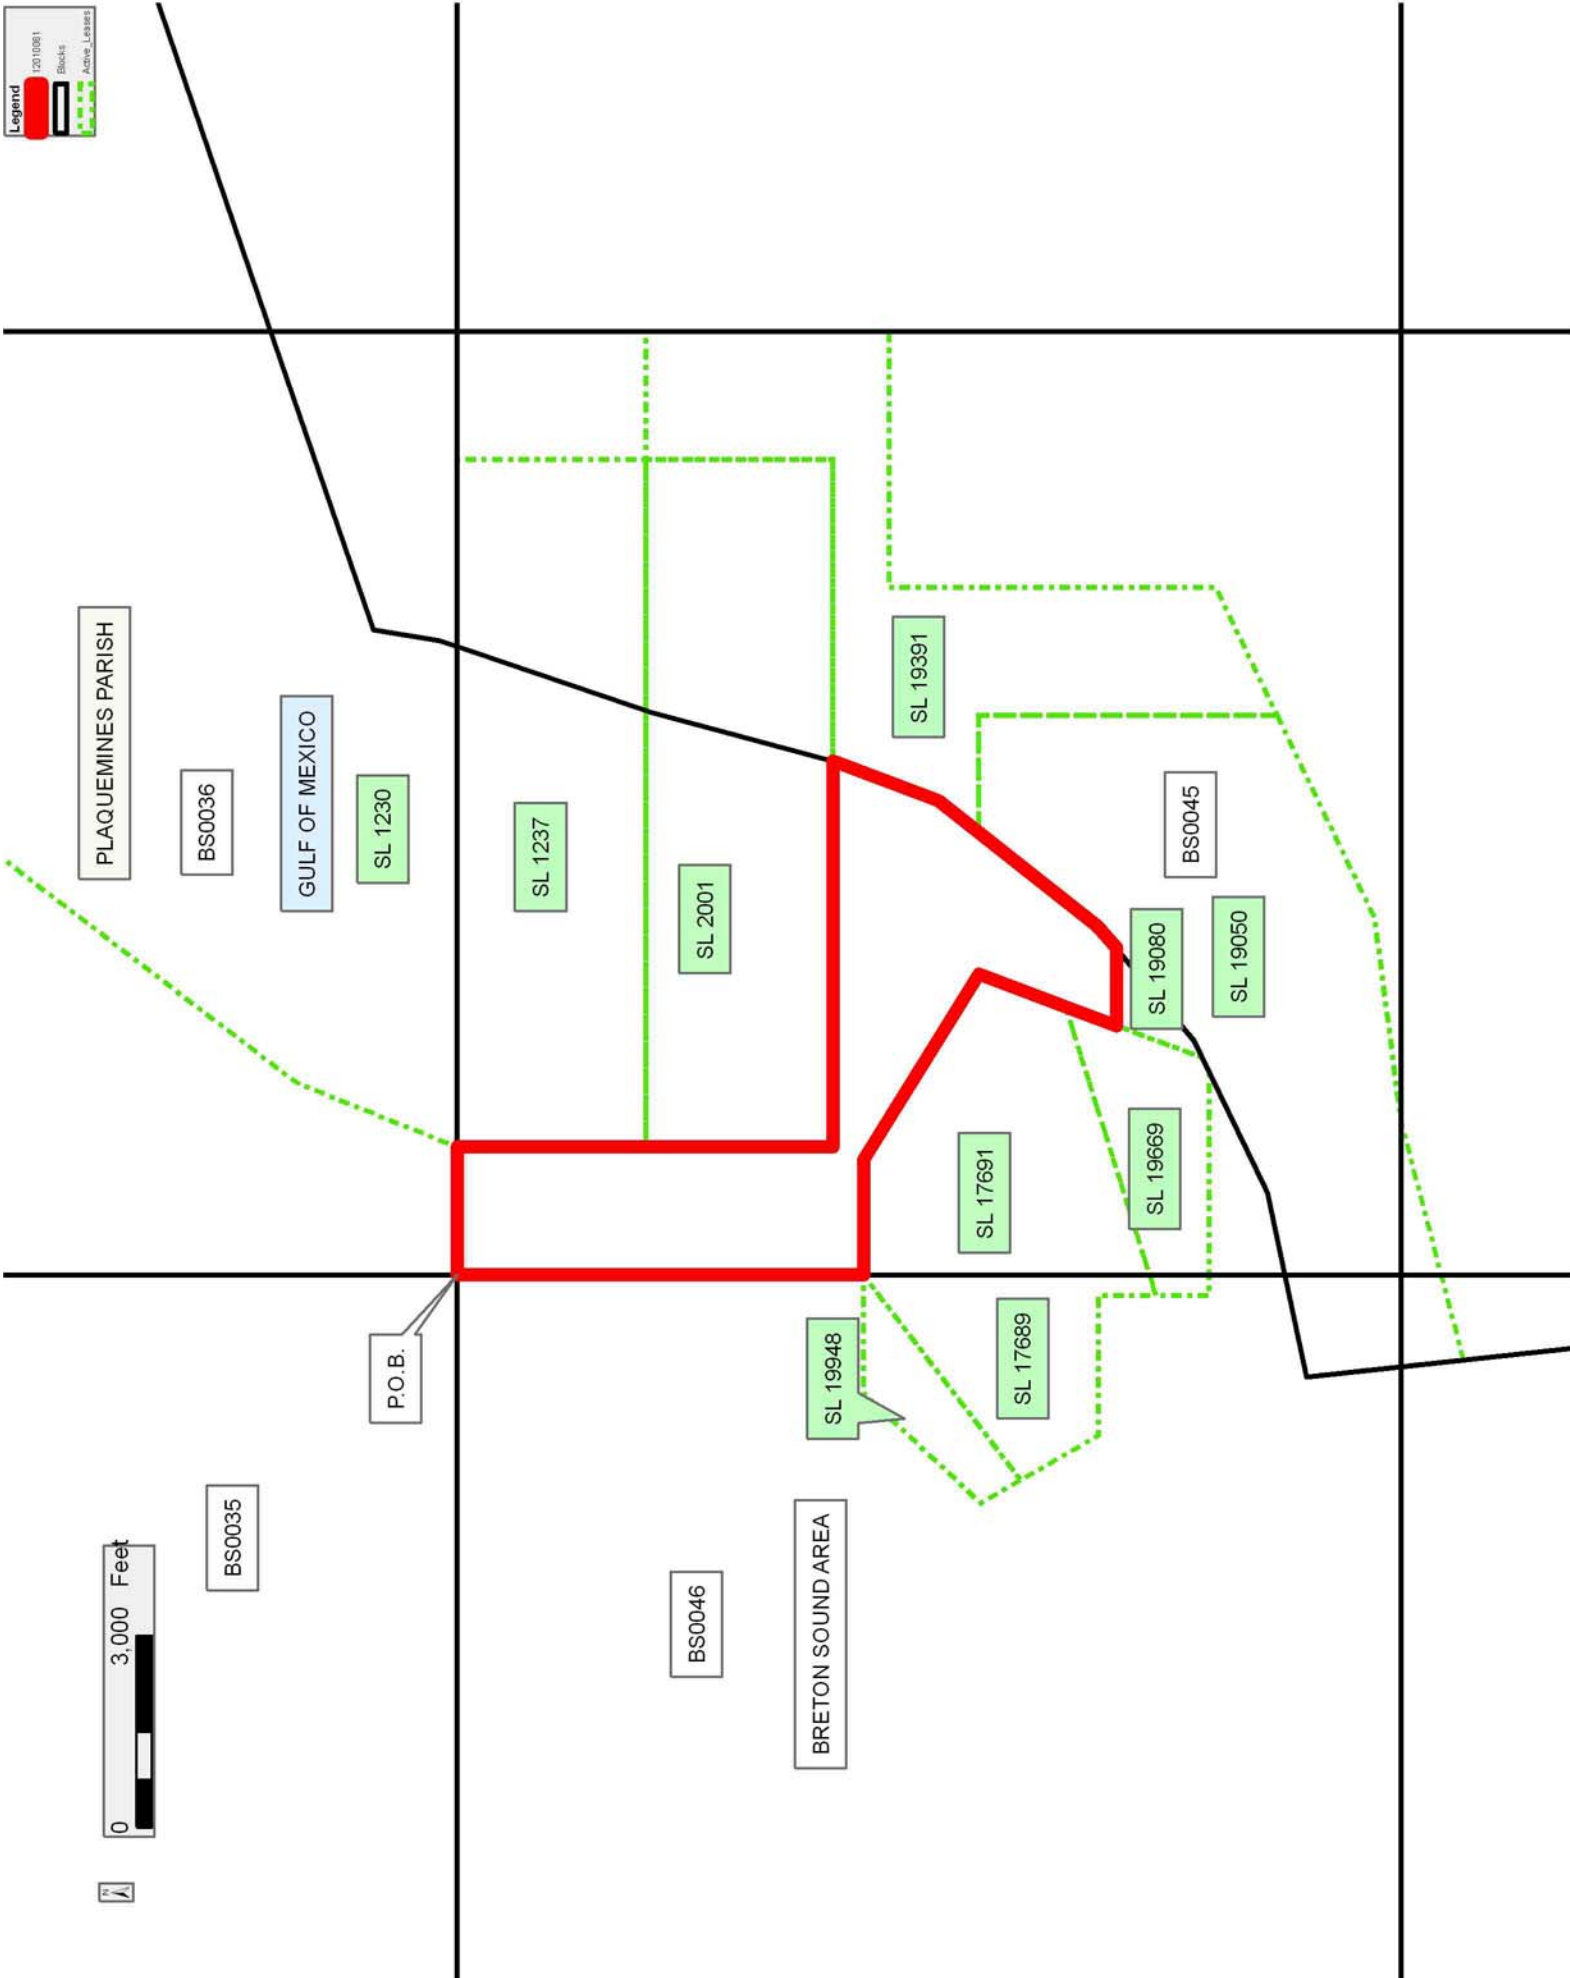 Legend
12010061
Blocks
Active_Leases
PLAQUEMINES PARISH
BS0036
GULF OF MEXICO
SL 1230
SL 1237
SL 2001
SL 19391
BS0045
SL 19080
SL 19050
SL 19669
SL 17691
P.O.B.
SL 19948
SL 17689
BS0035
BS0046
BRETON SOUND AREA
0 3,000 Feet
N